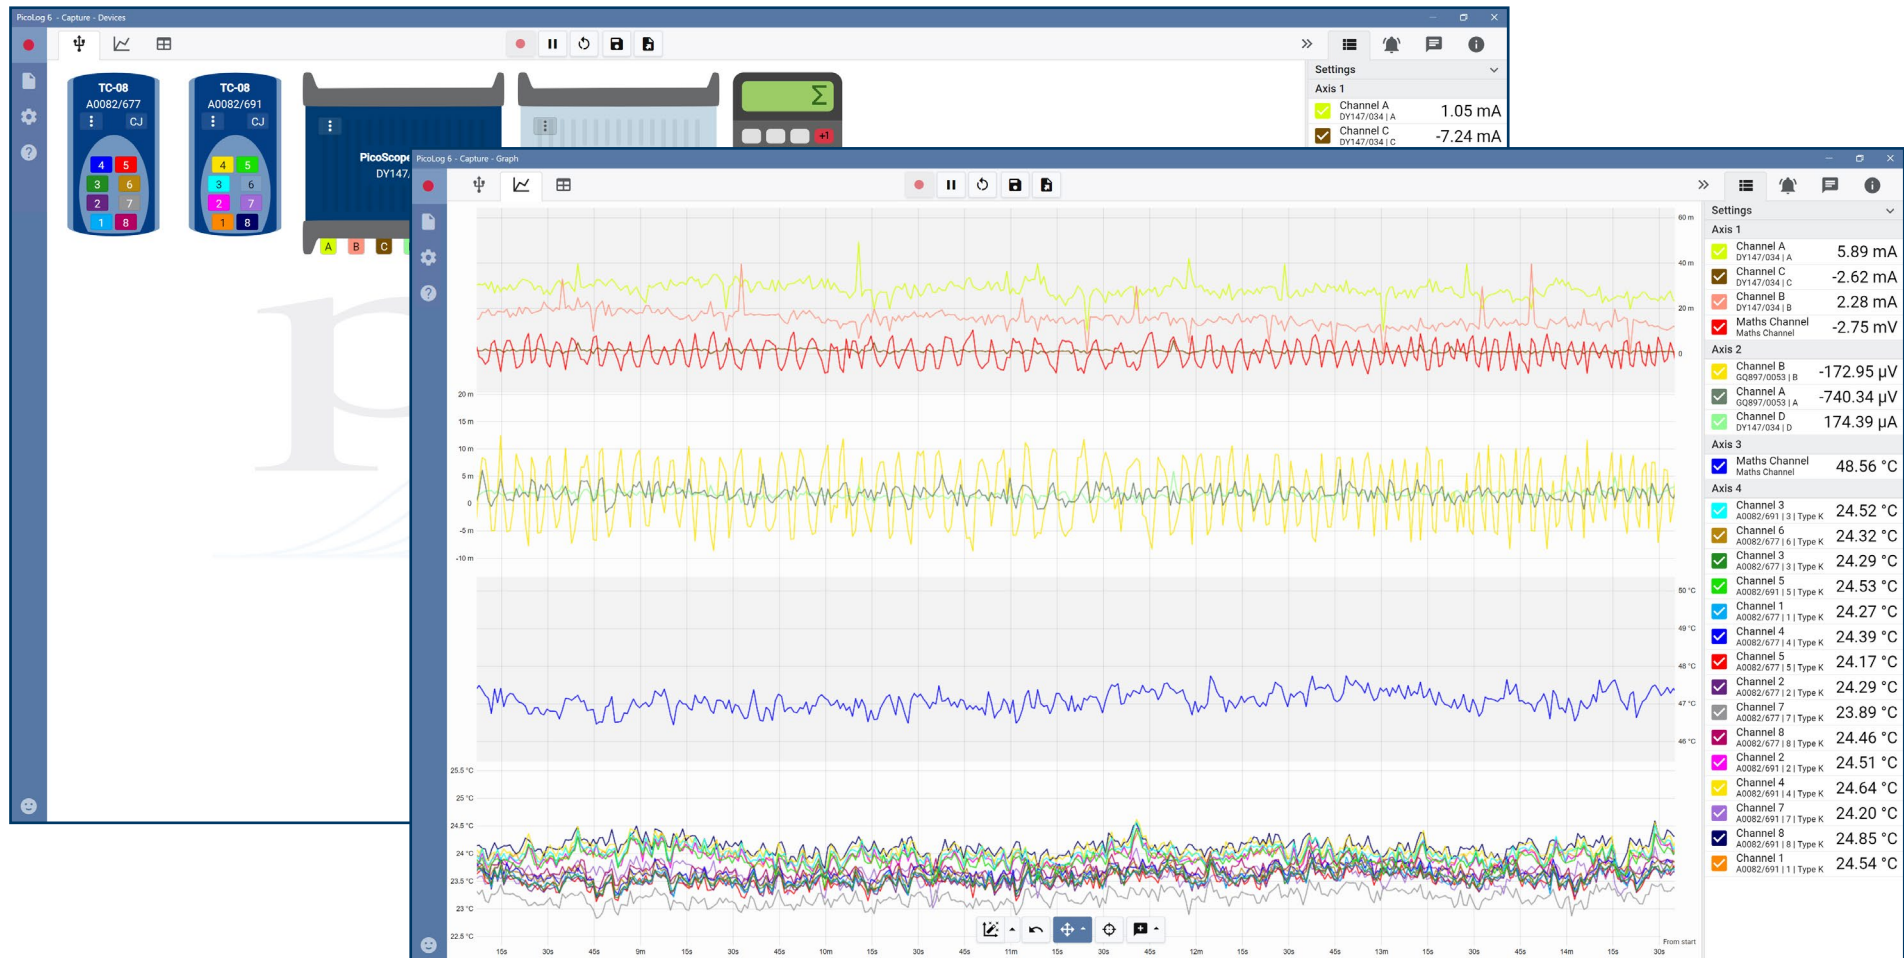 PicoLog 6 - Capture - Devices
TC-08
A0082/677
CJ
4 5
3 6
2 7
1 8
TC-08
A0082/691
CJ
4 5
3 6
2 7
1 8
PicoScope
DY147/
A B C
Σ
+1
Settings
Axis 1
Channel A 1.05 mA
DY147/034 | A
Channel C -7.24 mA
DY147/034 | C
pi
PicoLog 6 - Capture - Graph
60 m
40 m
20 m
0
20 m
15 m
10 m
5 m
0
-5 m
-10 m
50 °C
49 °C
48 °C
47 °C
46 °C
25.5 °C
25 °C
24.5 °C
24 °C
23.5 °C
23 °C
22.5 °C
15s 30s 45s 9m 15s 30s 45s 10m 15s 30s 45s 11m 15s 30s 45s 12m 15s 30s 45s 13m 15s 30s 45s 14m 15s 30s
From start
Settings
Axis 1
Channel A 5.89 mA
DY147/034 | A
Channel C -2.62 mA
DY147/034 | C
Channel B 2.28 mA
DY147/034 | B
Maths Channel -2.75 mV
Maths Channel
Axis 2
Channel B -172.95 µV
GQ897/0053 | B
Channel A -740.34 µV
GQ897/0053 | A
Channel D 174.39 µA
DY147/034 | D
Axis 3
Maths Channel 48.56 °C
Maths Channel
Axis 4
Channel 3 24.52 °C
A0082/691 | 3 | Type K
Channel 6 24.32 °C
A0082/677 | 6 | Type K
Channel 3 24.29 °C
A0082/677 | 3 | Type K
Channel 5 24.53 °C
A0082/691 | 5 | Type K
Channel 1 24.27 °C
A0082/677 | 1 | Type K
Channel 4 24.39 °C
A0082/677 | 4 | Type K
Channel 5 24.17 °C
A0082/677 | 5 | Type K
Channel 2 24.29 °C
A0082/677 | 2 | Type K
Channel 7 23.89 °C
A0082/677 | 7 | Type K
Channel 8 24.46 °C
A0082/677 | 8 | Type K
Channel 2 24.51 °C
A0082/691 | 2 | Type K
Channel 4 24.64 °C
A0082/691 | 4 | Type K
Channel 7 24.20 °C
A0082/691 | 7 | Type K
Channel 8 24.85 °C
A0082/691 | 8 | Type K
Channel 1 24.54 °C
A0082/691 | 1 | Type K